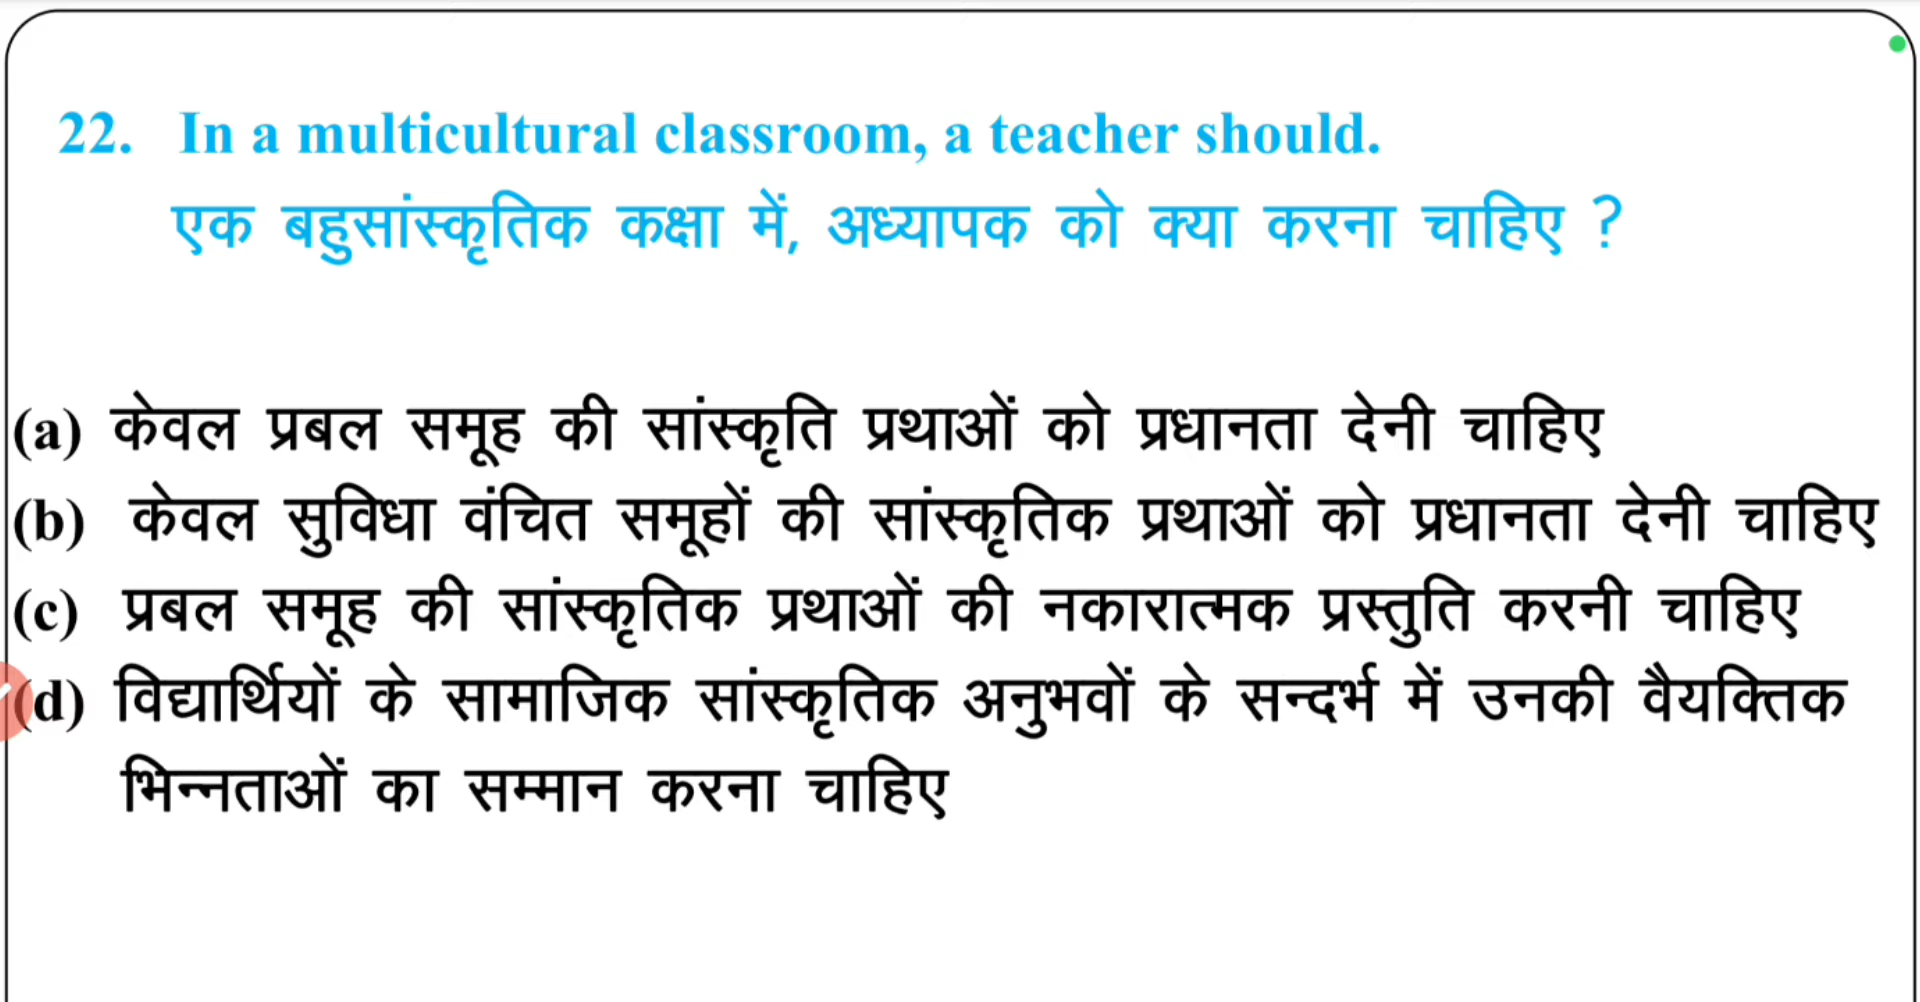 22. In a multicultural classroom, a teacher should.
एक बहुसांस्कृतिक कक्षा में, अध्यापक को क्या करना चाहिए ?
(a) केवल प्रबल समूह की सांस्कृति प्रथाओं को प्रधानता देनी चाहिए
(b) केवल सुविधा वंचित समूहों की सांस्कृतिक प्रथाओं को प्रधानता देनी चाहिए
(c) प्रबल समूह की सांस्कृतिक प्रथाओं की नकारात्मक प्रस्तुति करनी चाहिए
(d) विद्यार्थियों के सामाजिक सांस्कृतिक अनुभवों के सन्दर्भ में उनकी वैयक्तिक
भिन्नताओं का सम्मान करना चाहिए